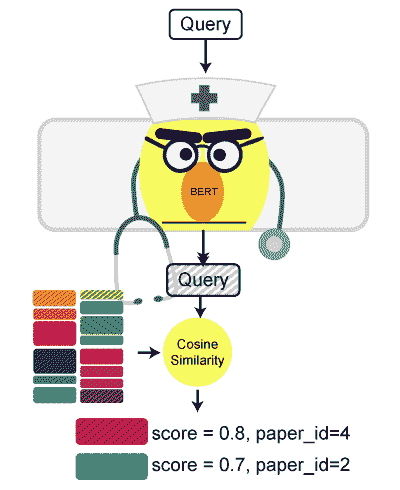 Query
BERT
Query
Cosine
Similarity
score = 0.8, paper_id=4
score = 0.7, paper_id=2